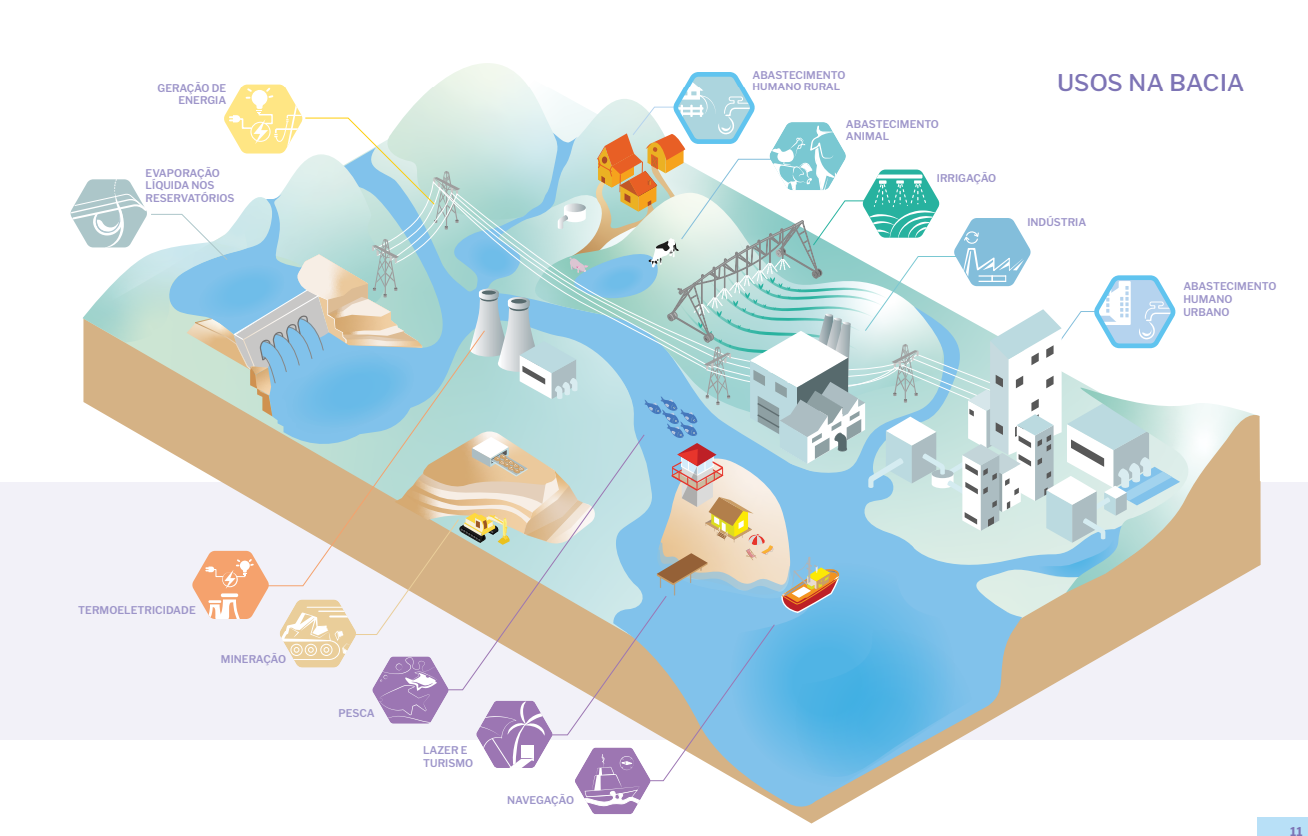 USOS NA BACIA
GERAÇÃO DE
ENERGIA
EVAPORAÇÃO
LÍQUIDA NOS
RESERVATÓRIOS
ABASTECIMENTO
HUMANO RURAL
ABASTECIMENTO
ANIMAL
IRRIGAÇÃO
INDÚSTRIA
ABASTECIMENTO
HUMANO
URBANO
TERMOELETRICIDADE
MINERAÇÃO
PESCA
LAZER E
TURISMO
NAVEGAÇÃO
11